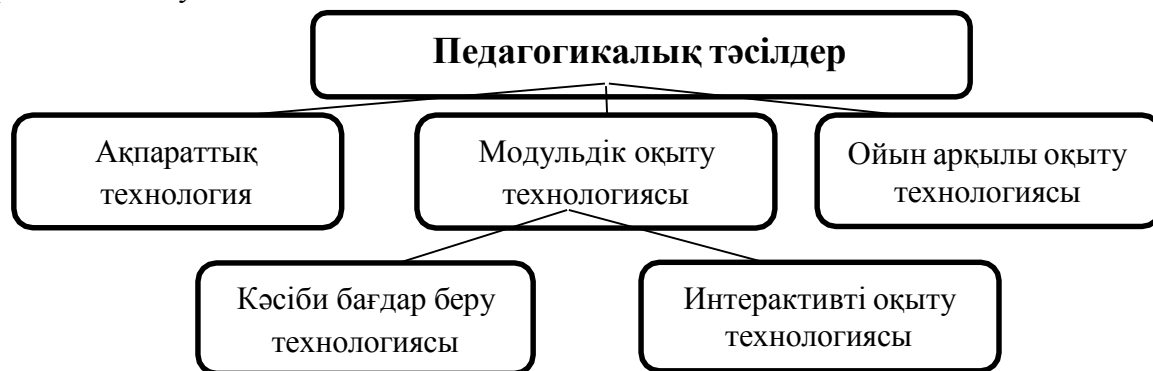 Педагогикалық тәсілдер
Ақпараттық
технология
Модульдік оқыту
технологиясы
Ойын арқылы оқыту
технологиясы
Кәсіби бағдар беру
технологиясы
Интерактивті оқыту
технологиясы